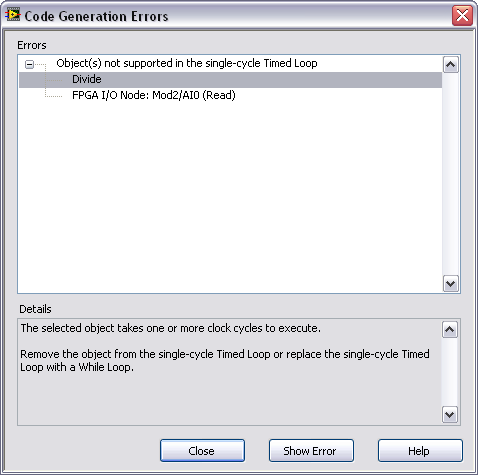 Code Generation Errors
Errors
Object(s) not supported in the single-cycle Timed Loop
Divide
FPGA I/O Node: Mod2/AI0 (Read)
Details
The selected object takes one or more clock cycles to execute.
Remove the object from the single-cycle Timed Loop or replace the single-cycle Timed
Loop with a While Loop.
Close
Show Error
Help